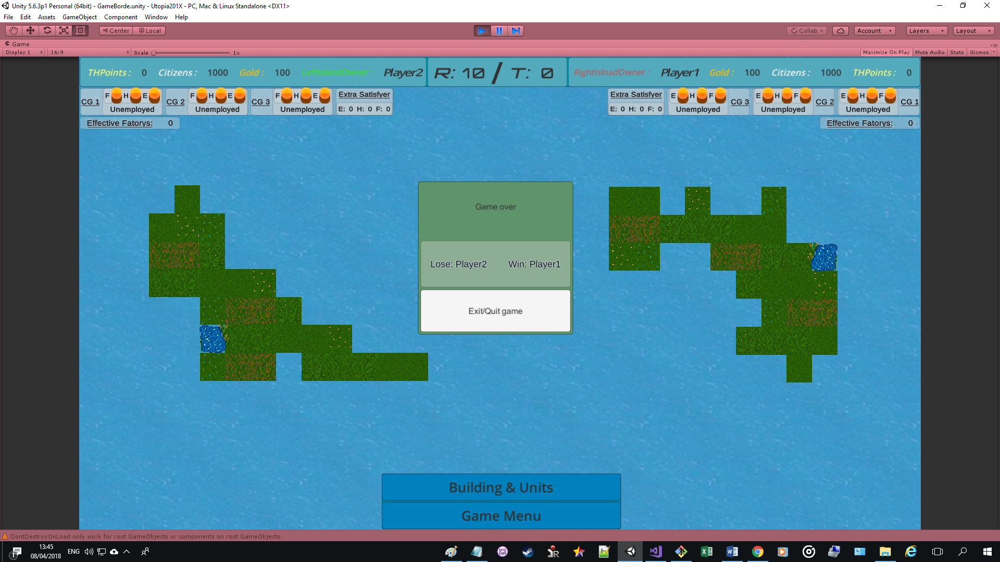 Unity 5.6.3p1 Personal (64bit) - GameBorde.unity - Utopia201X - PC, Mac & Linux Standalone <DX11>
File Edit Assets GameObject Component Window Help
Center Local Collab Account Layers Layout
Game
Display 1 16:9 Scale 1x Maximize On Play Mute Audio Stats Gizmos
THPoints : 0 Citizens : 1000 Gold : 100 LeftIslandOwner : Player2 R: 10 / T: 0 RightIslnadOwner : Player1 Gold : 100 Citizens : 1000 THPoints : 0
CG 1 F H E CG 2 F H E CG 3 F H E Extra Satisfyer Extra Satisfyer E H F CG 3 E H F CG 2 E H F CG 1
Unemployed Unemployed Unemployed E: 0 H: 0 F: 0 E: 0 H: 0 F: 0 Unemployed Unemployed Unemployed
Effective Fatorys: 0 Effective Fatorys: 0
Game over
Lose: Player2 Win: Player1
Exit/Quit game
Building & Units
Game Menu
DontDestroyOnLoad only work for root GameObjects or components on root GameObjects.
13:45
08/04/2018
ENG